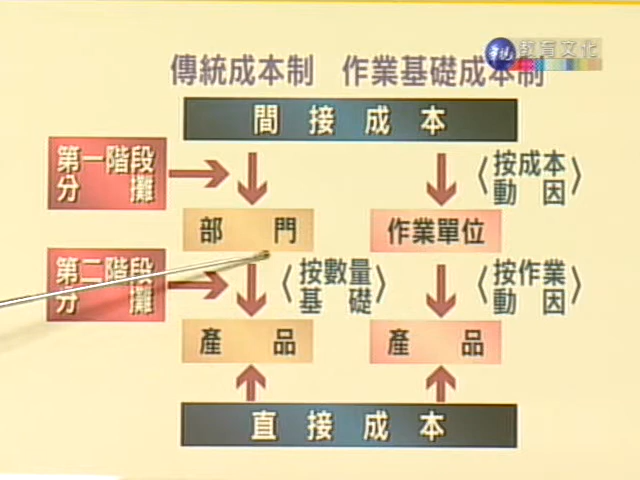 華視 教育文化
傳統成本制 作業基礎成本制
間接成本
第一階段
分攤
〈按成本
動因〉
部門
作業單位
第二階段
分攤
〈按數量
基礎〉
〈按作業
動因〉
產品
產品
直接成本